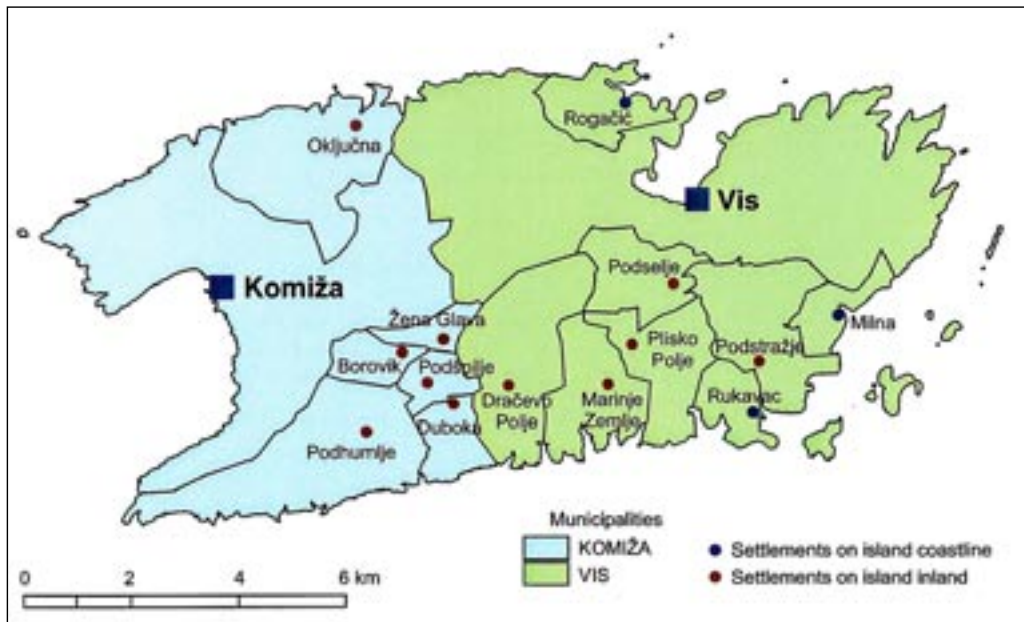 Rogačić
Oključna
Vis
Podselje
Komiža
Žena Glava
Milna
Plisko
Polje
Podstražje
Borovik
Podšpilje
Dračevo
Polje
Marinje
Zemlje
Rukavac
Duboka
Podhumlje
Municipalities
KOMIŽA
VIS
Settlements on island coastline
Settlements on island inland
0 2 4 6 km